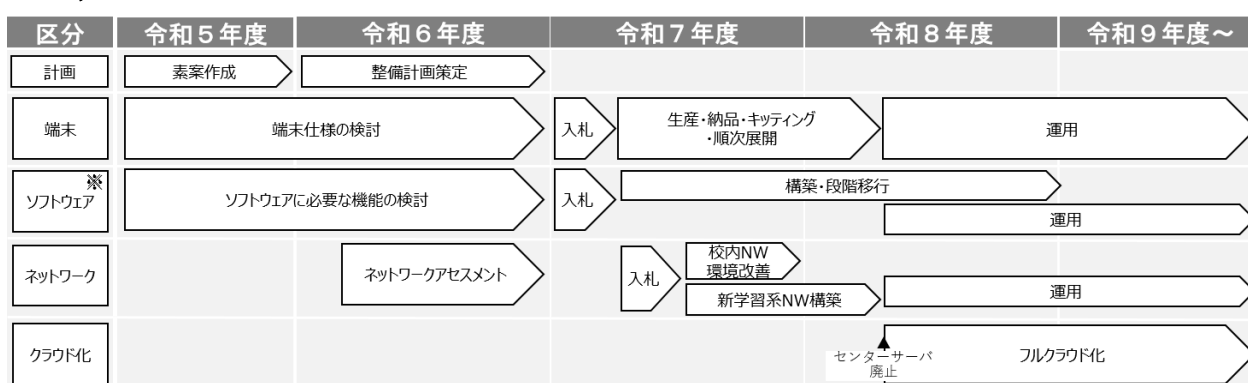 区分 令和５年度 令和６年度 令和７年度 令和８年度 令和９年度～
計画 素案作成 整備計画策定
端末 端末仕様の検討 入札 生産・納品・キッティング
・順次展開 運用
※
ソフトウェア ソフトウェアに必要な機能の検討 入札 構築・段階移行
運用
ネットワーク ネットワークアセスメント 入札 校内NW
環境改善
新学習系NW構築 運用
クラウド化 センターサーバ
廃止 フルクラウド化